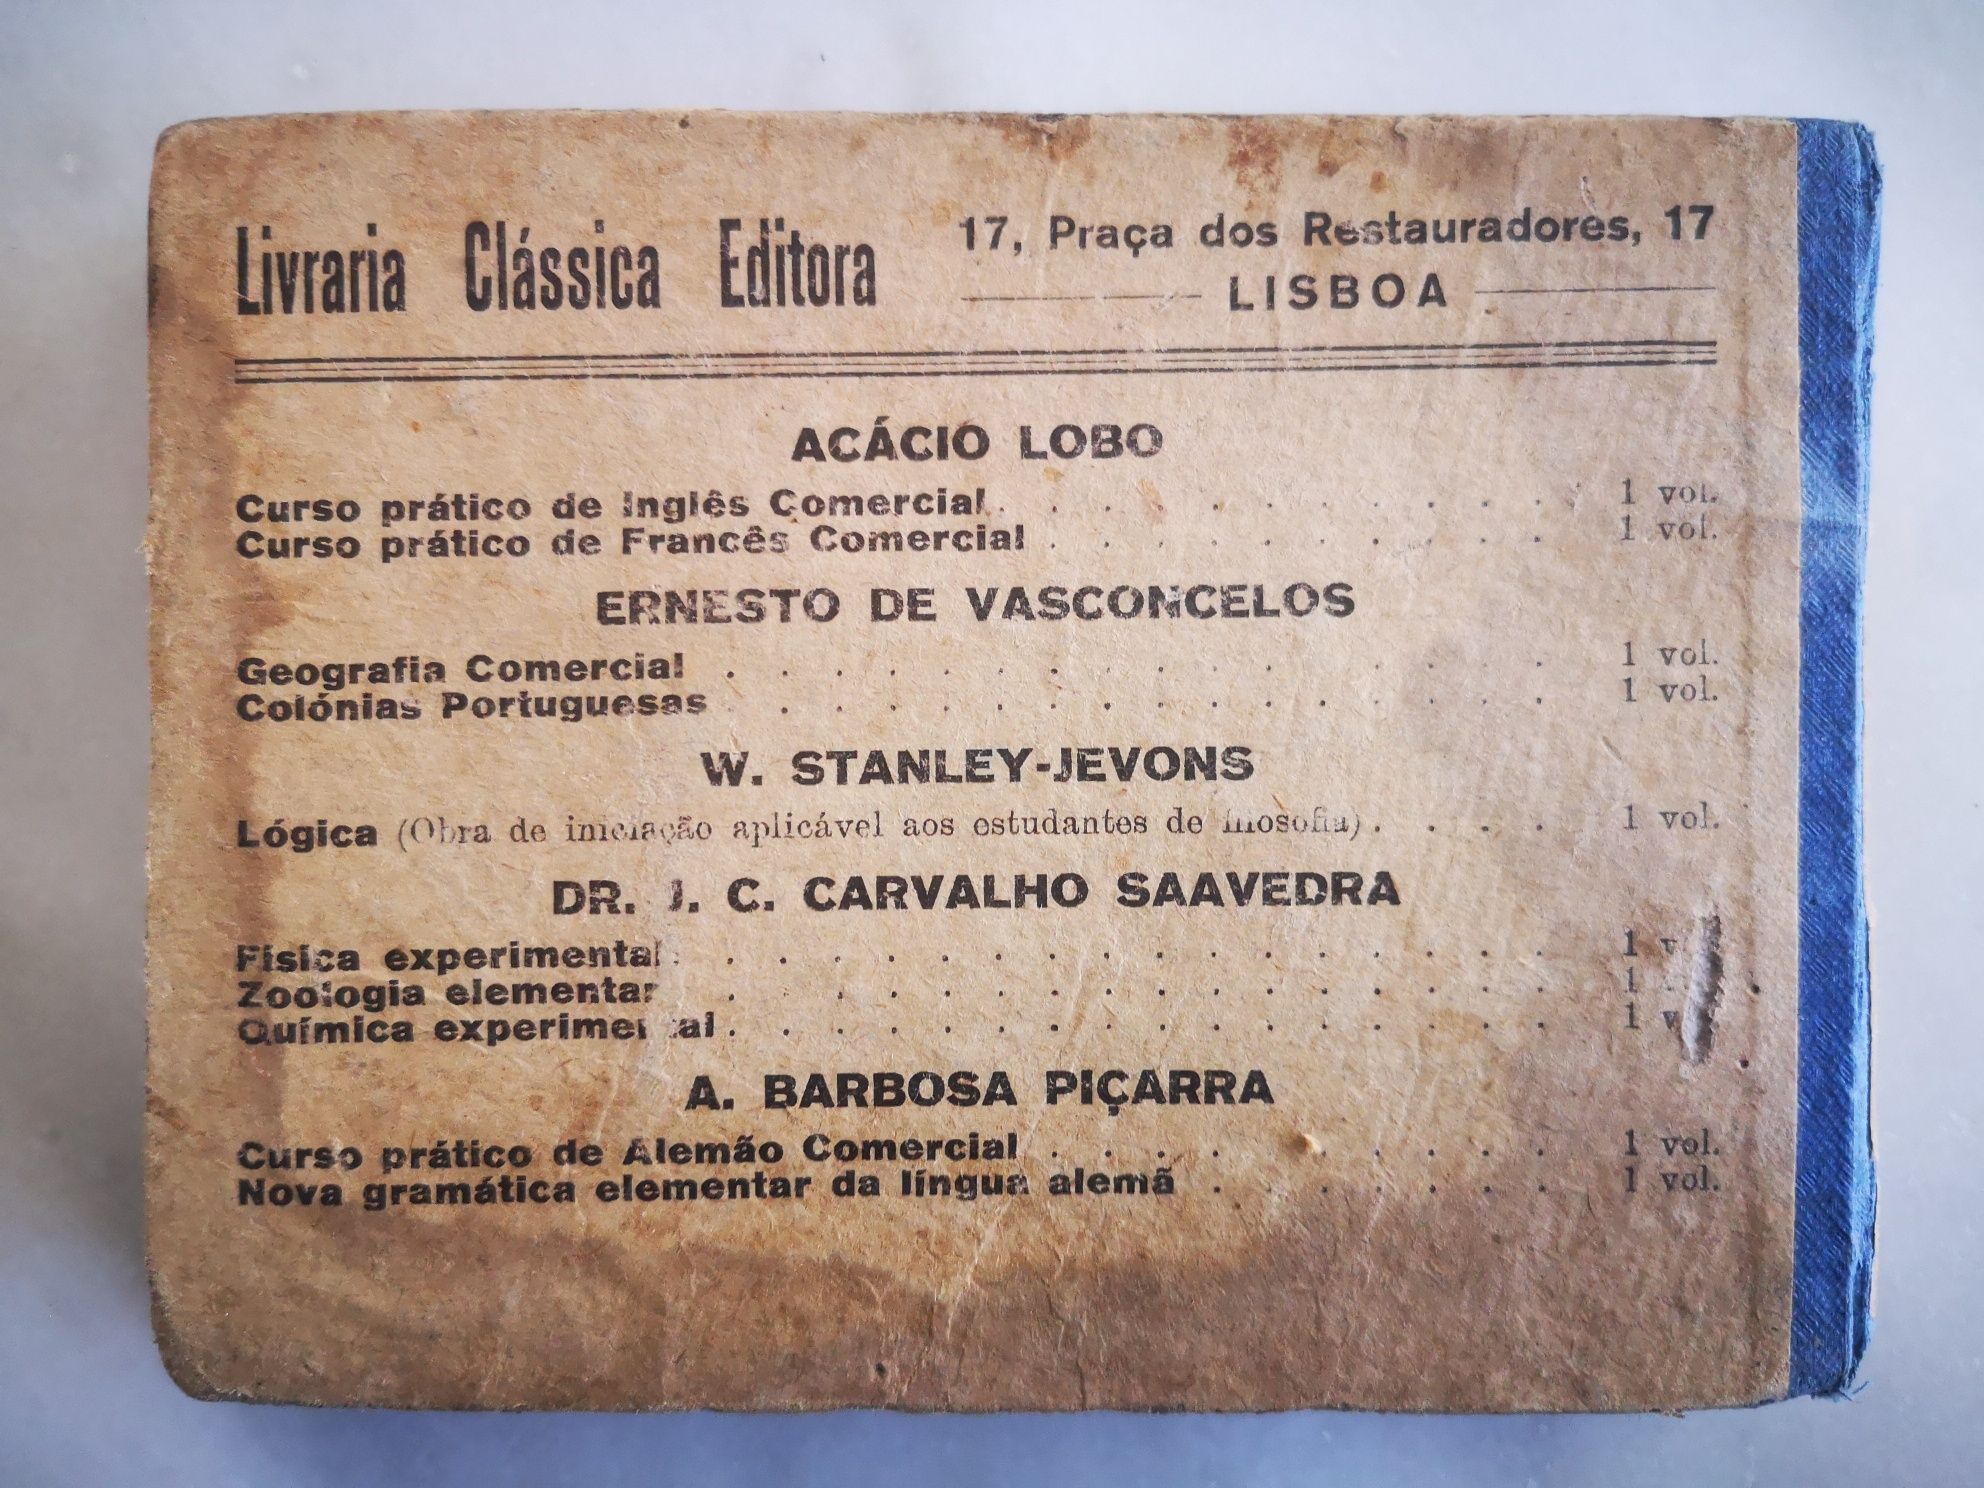 Livraria Clássica Editora
17, Praça dos Restauradores, 17
LISBOA
ACÁCIO LOBO
Curso prático de Inglês Comercial . . . . . . . . . . 1 vol.
Curso prático de Francês Comercial . . . . . . . . . . 1 vol.
ERNESTO DE VASCONCELOS
Geografia Comercial . . . . . . . . . . . . . . . . 1 vol.
Colónias Portuguesas . . . . . . . . . . . . . . . . 1 vol.
W. STANLEY-JEVONS
Lógica (Obra de iniciação aplicável aos estudantes de filosofia) . . . . 1 vol.
DR. J. C. CARVALHO SAAVEDRA
Física experimental . . . . . . . . . . . . . . . . 1
Zoologia elementar . . . . . . . . . . . . . . . 1
Química experimental . . . . . . . . . . . . . . . . 1
A. BARBOSA PIÇARRA
Curso prático de Alemão Comercial . . . . . . . . . 1 vol.
Nova gramática elementar da língua alemã . . . . . . . 1 vol.